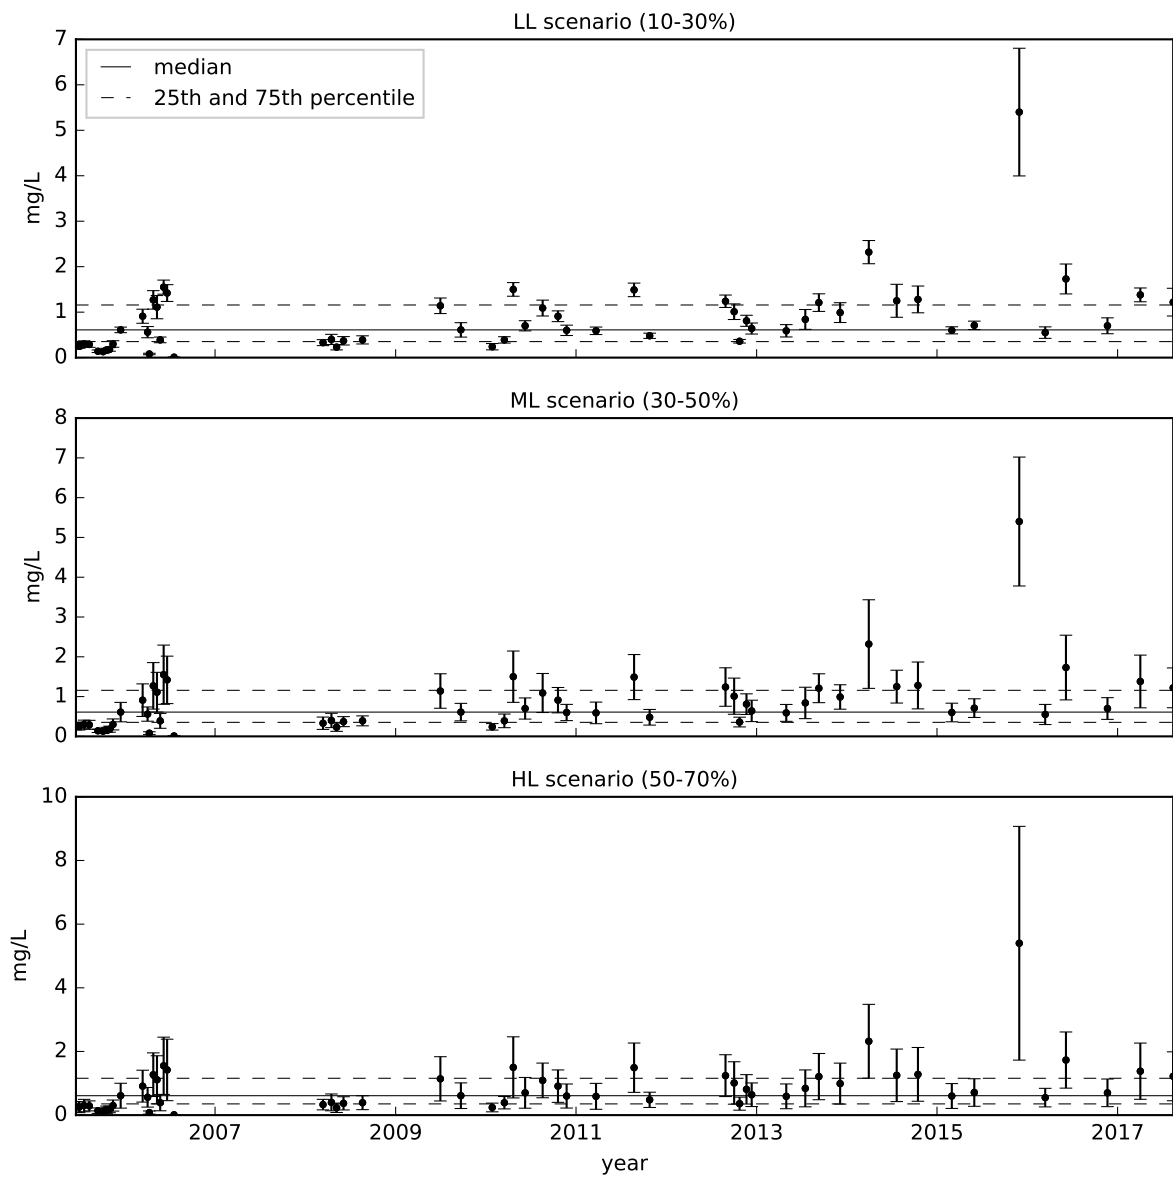 LL scenario (10-30%)
7
6
5
4
3
2
1
0
mg/L
median
25th and 75th percentile
ML scenario (30-50%)
8
7
6
5
4
3
2
1
0
mg/L
HL scenario (50-70%)
10
8
6
4
2
0
mg/L
2007 2009 2011 2013 2015 2017
year